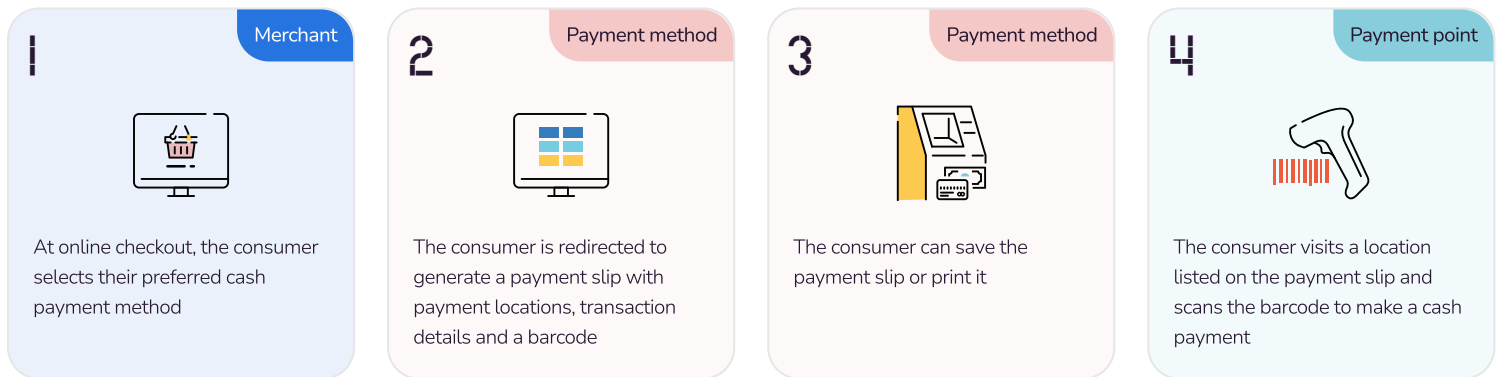 1
Merchant
At online checkout, the consumer
selects their preferred cash
payment method
2
Payment method
The consumer is redirected to
generate a payment slip with
payment locations, transaction
details and a barcode
3
Payment method
The consumer can save the
payment slip or print it
4
Payment point
The consumer visits a location
listed on the payment slip and
scans the barcode to make a cash
payment